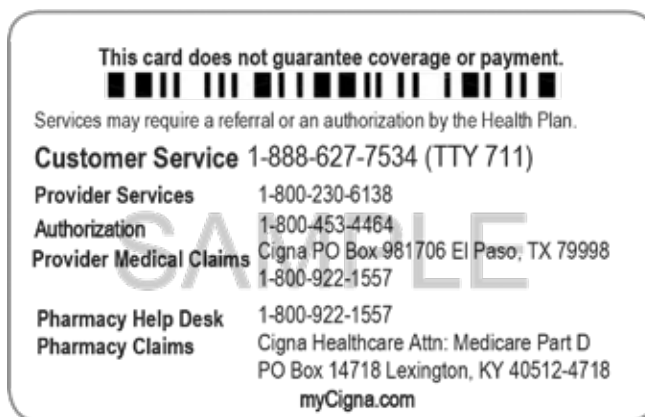 This card does not guarantee coverage or payment.
Services may require a referral or an authorization by the Health Plan.
Customer Service 1-888-627-7534 (TTY 711)
Provider Services 1-800-230-6138
Authorization 1-800-453-4464
Provider Medical Claims Cigna PO Box 981706 El Paso, TX 79998
1-800-922-1557
SAMPLE
Pharmacy Help Desk 1-800-922-1557
Pharmacy Claims Cigna Healthcare Attn: Medicare Part D
PO Box 14718 Lexington, KY 40512-4718
myCigna.com